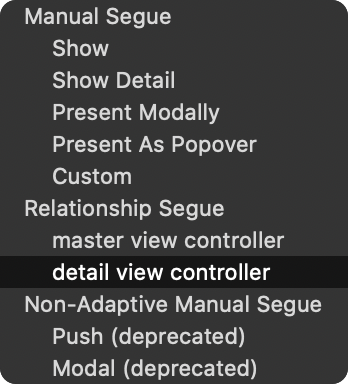 Manual Segue
Show
Show Detail
Present Modally
Present As Popover
Custom
Relationship Segue
master view controller
detail view controller
Non-Adaptive Manual Segue
Push (deprecated)
Modal (deprecated)